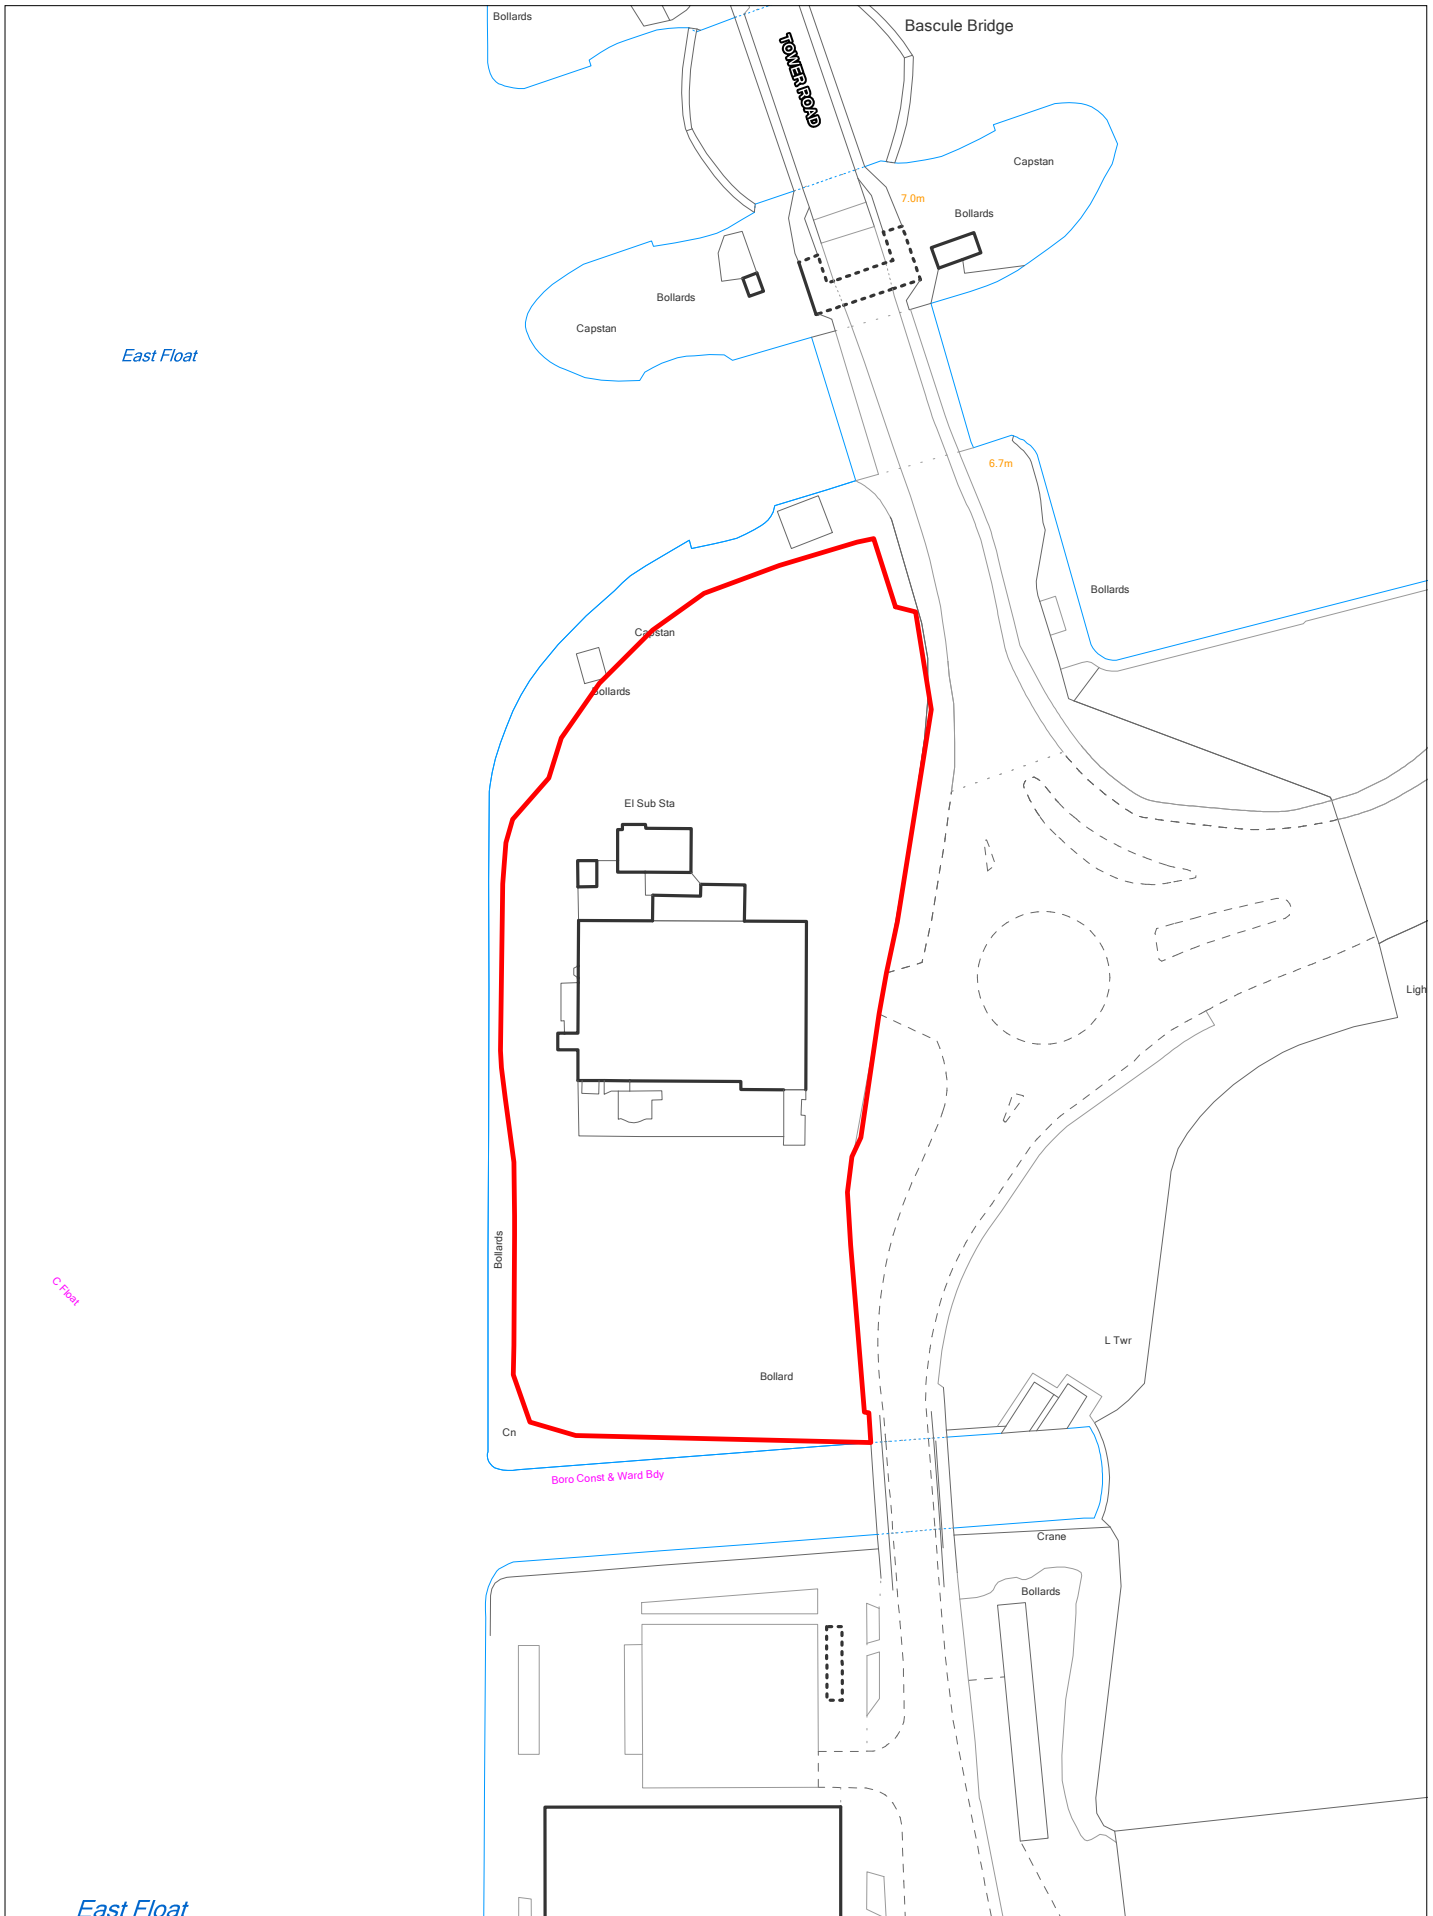 Bollards
Bascule Bridge
TOWER ROAD
Capstan
7.0m
Bollards
Bollards
Capstan
East Float
6.7m
Bollards
Capstan
Bollards
El Sub Sta
Ligh
Bollards
C Float
L Twr
Bollard
Cn
Boro Const & Ward Bdy
Crane
Bollards
East Float